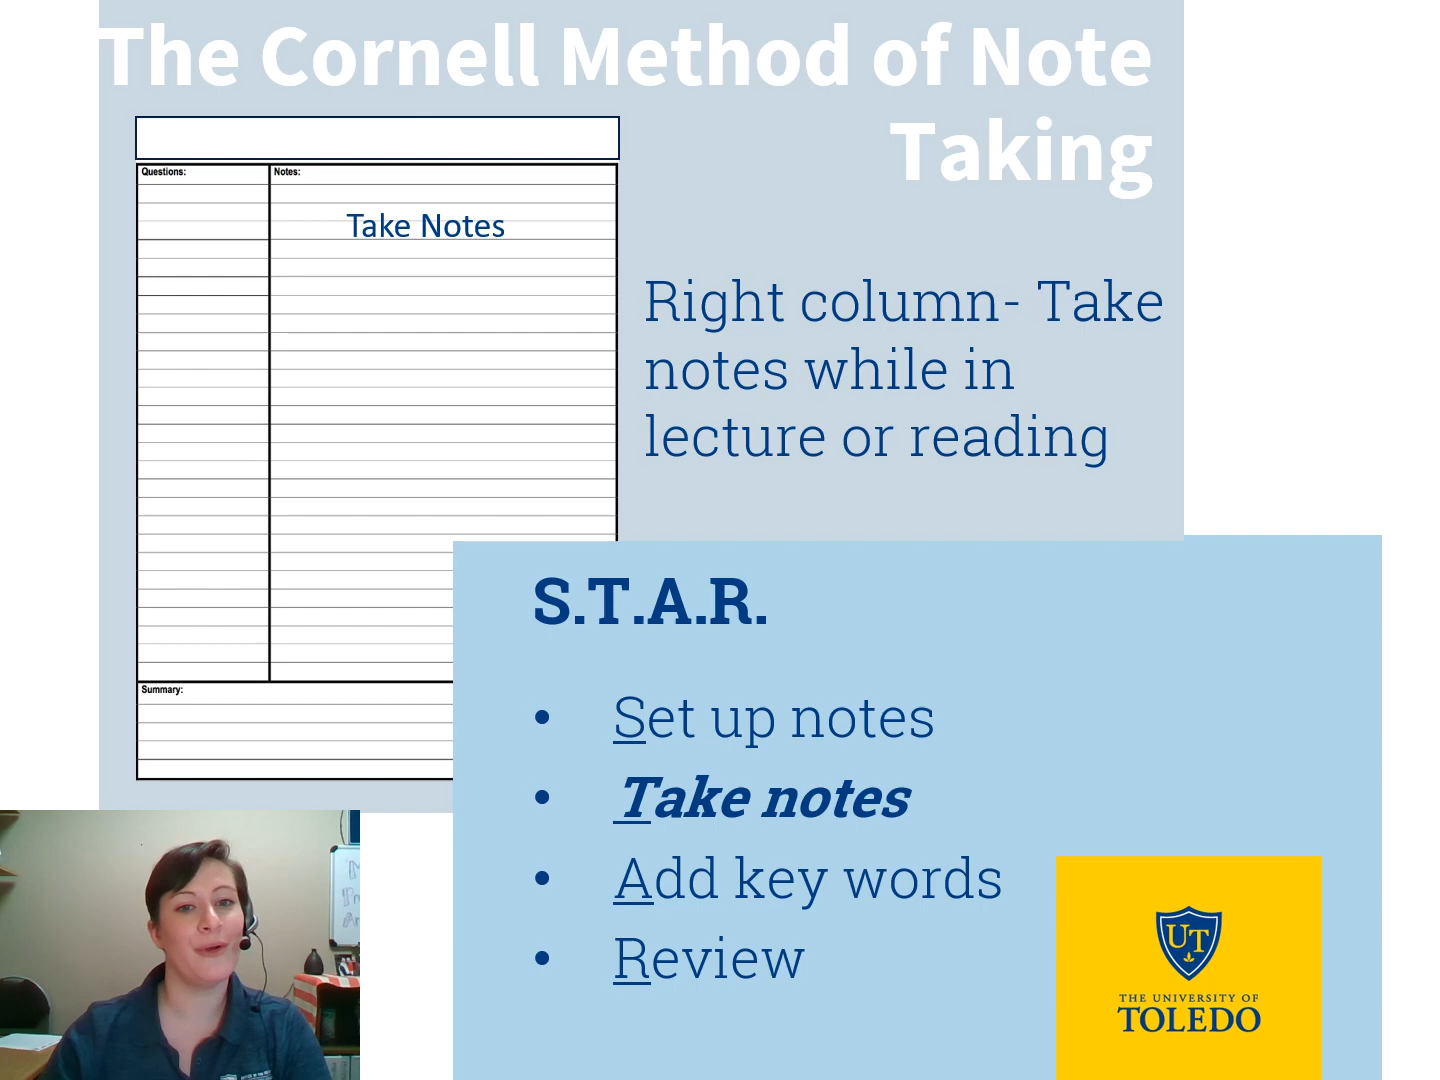 The Cornell Method of Note
Taking
Questions:
Notes:
Take Notes
Right column- Take
notes while in
lecture or reading
Summary:
S.T.A.R.
• Set up notes
• Take notes
• Add key words
• Review
UT
THE UNIVERSITY OF
TOLEDO